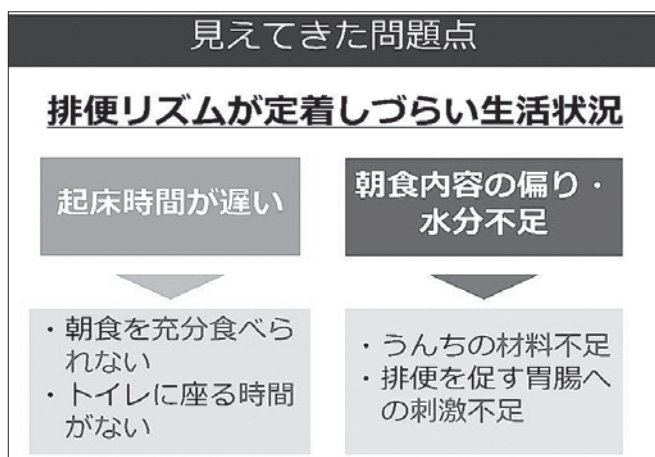 見えてきた問題点
排便リズムが定着しづらい生活状況
起床時間が遅い
・朝食を充分食べら
れない
・トイレに座る時間
がない
朝食内容の偏り・
水分不足
・うんちの材料不足
・排便を促す胃腸へ
の刺激不足